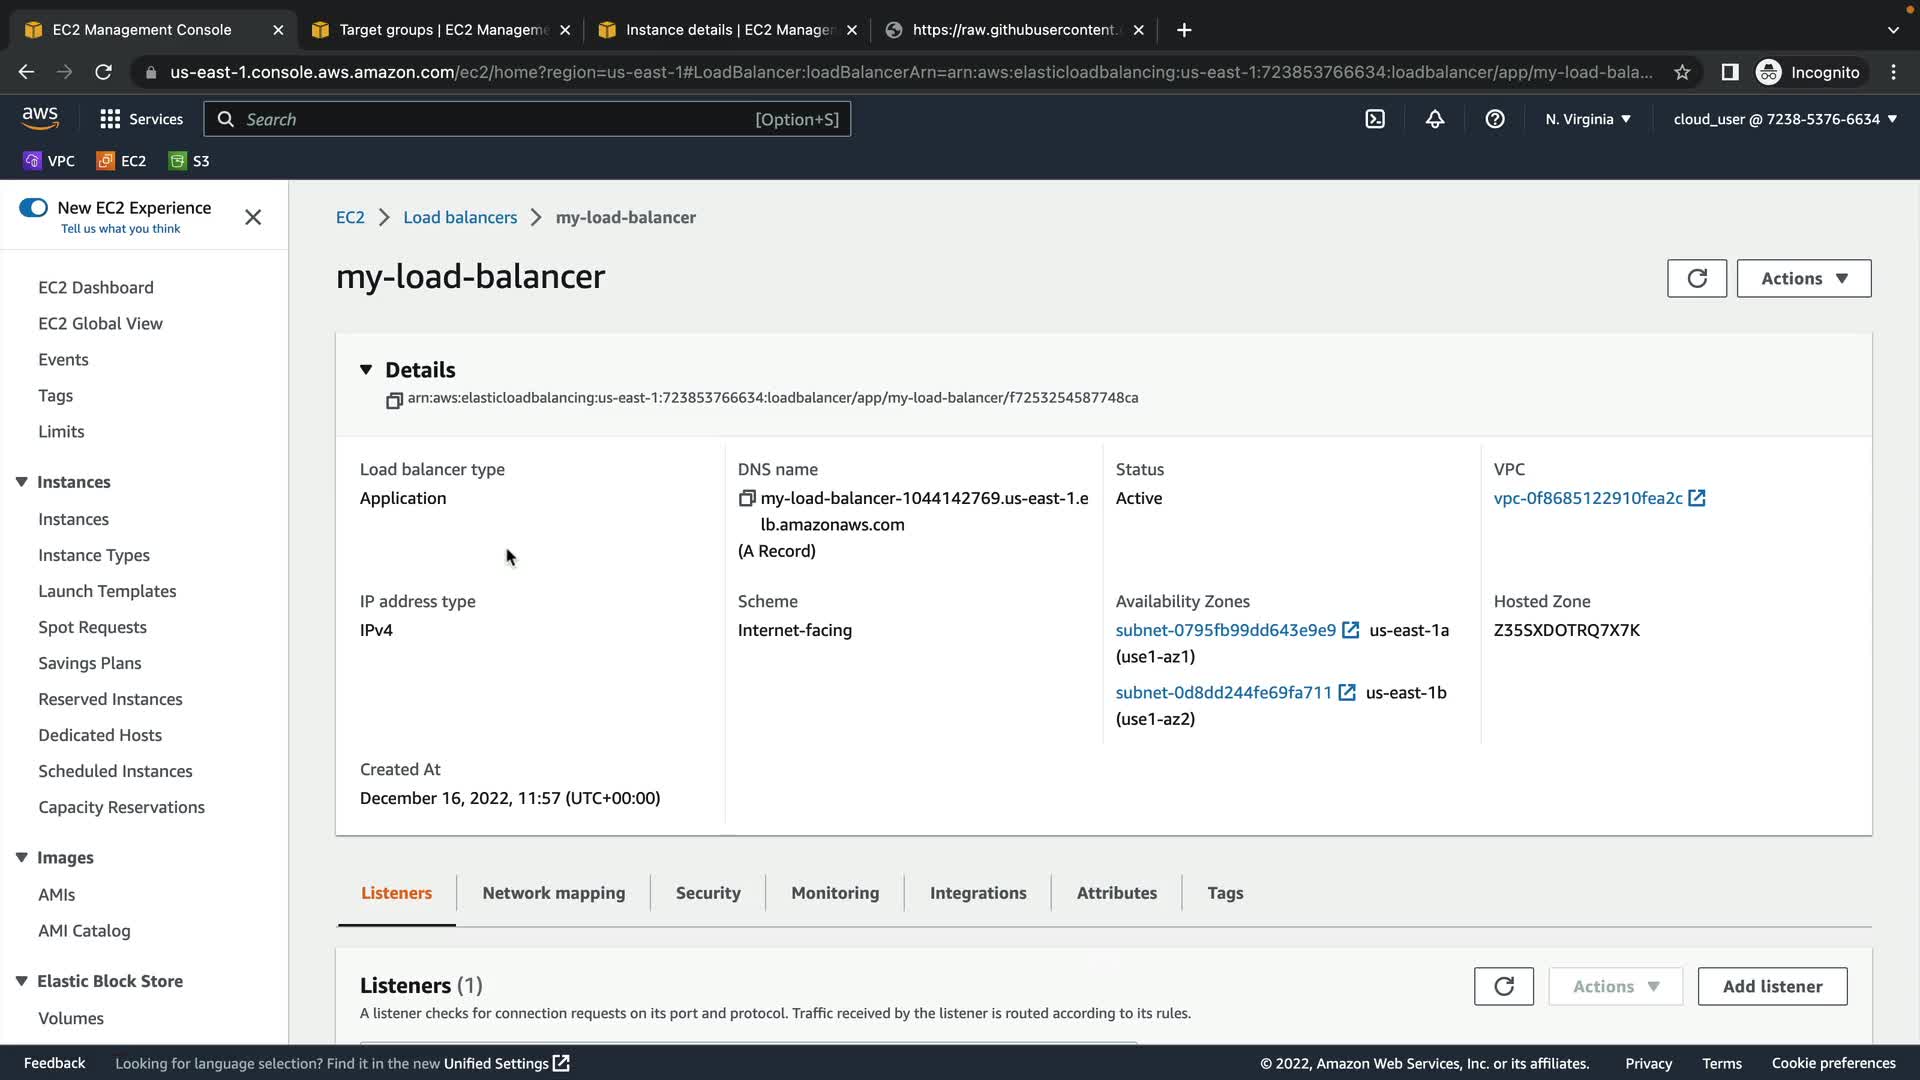 EC2 Management Console
Target groups | EC2 Manageme
Instance details | EC2 Manager
https://raw.githubusercontent.
us-east-1.console.aws.amazon.com/ec2/home?region=us-east-1#LoadBalancer:loadBalancerArn=arn:aws:elasticloadbalancing:us-east-1:723853766634:loadbalancer/app/my-load-bala...
Incognito
aws
Services
Search
[Option+S]
N. Virginia
cloud_user @ 7238-5376-6634
VPC
EC2
S3
New EC2 Experience
Tell us what you think
EC2 Dashboard
EC2 Global View
Events
Tags
Limits
Instances
Instances
Instance Types
Launch Templates
Spot Requests
Savings Plans
Reserved Instances
Dedicated Hosts
Scheduled Instances
Capacity Reservations
Images
AMIs
AMI Catalog
Elastic Block Store
Volumes
EC2 > Load balancers > my-load-balancer
my-load-balancer
Actions
Details
arn:aws:elasticloadbalancing:us-east-1:723853766634:loadbalancer/app/my-load-balancer/f7253254587748ca
Load balancer type
Application
DNS name
my-load-balancer-1044142769.us-east-1.e
lb.amazonaws.com
(A Record)
Status
Active
VPC
vpc-0f8685122910fea2c
IP address type
IPv4
Scheme
Internet-facing
Availability Zones
subnet-0795fb99dd643e9e9 us-east-1a
(use1-az1)
subnet-0d8dd244fe69fa711 us-east-1b
(use1-az2)
Hosted Zone
Z35SXDOTRQ7X7K
Created At
December 16, 2022, 11:57 (UTC+00:00)
Listeners
Network mapping
Security
Monitoring
Integrations
Attributes
Tags
Listeners (1)
A listener checks for connection requests on its port and protocol. Traffic received by the listener is routed according to its rules.
Actions
Add listener
Feedback
Looking for language selection? Find it in the new Unified Settings
© 2022, Amazon Web Services, Inc. or its affiliates.
Privacy
Terms
Cookie preferences